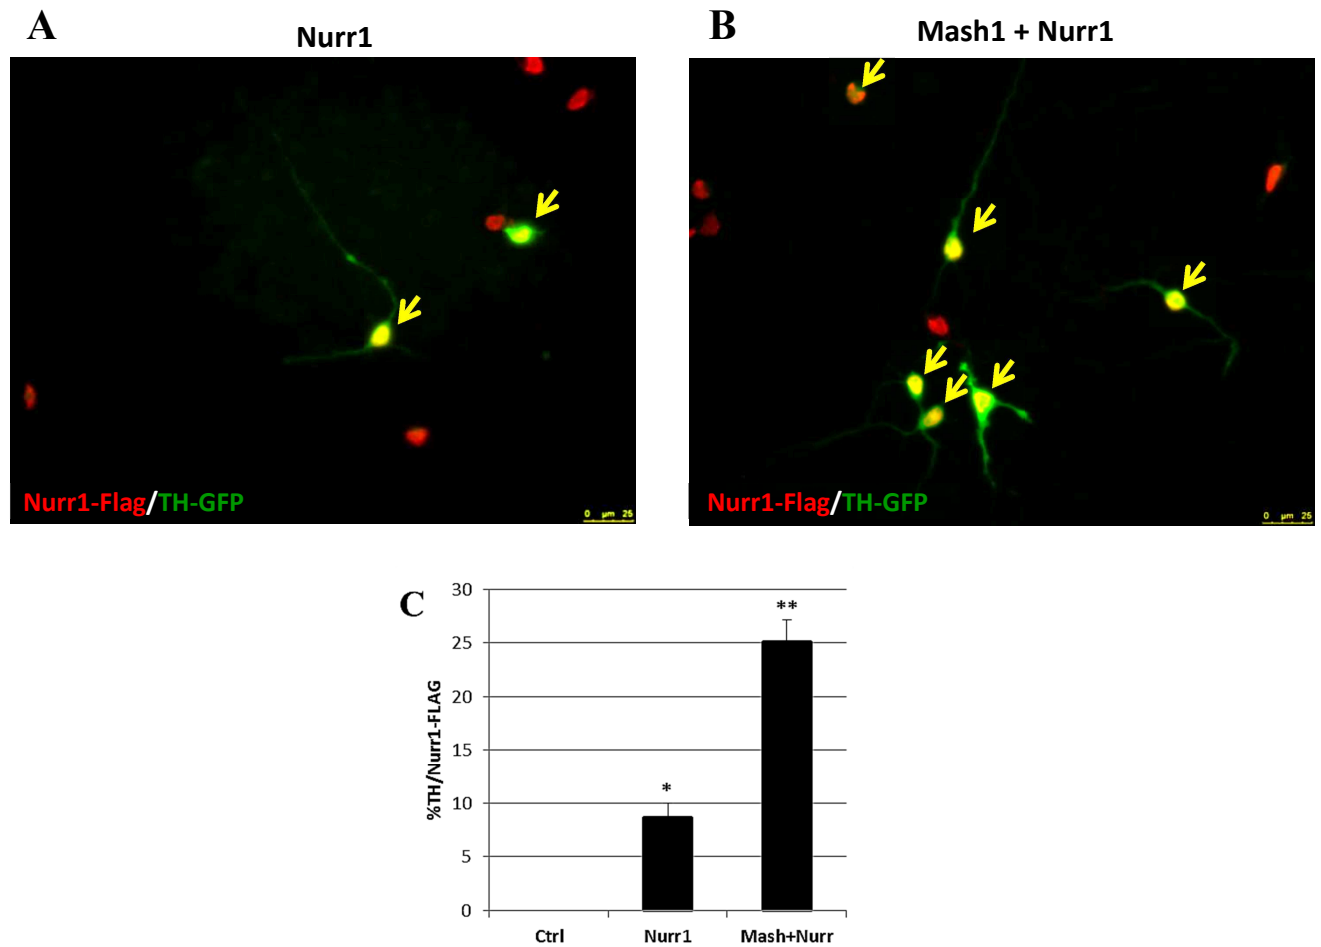 A
Nurr1
B
Mash1 + Nurr1
Nurr1-Flag/TH-GFP
0 µm 25
Nurr1-Flag/TH-GFP
0 µm 25
C
%TH/Nurr1-FLAG
30
25
20
15
10
5
0
*
**
Ctrl
Nurr1
Mash+Nurr